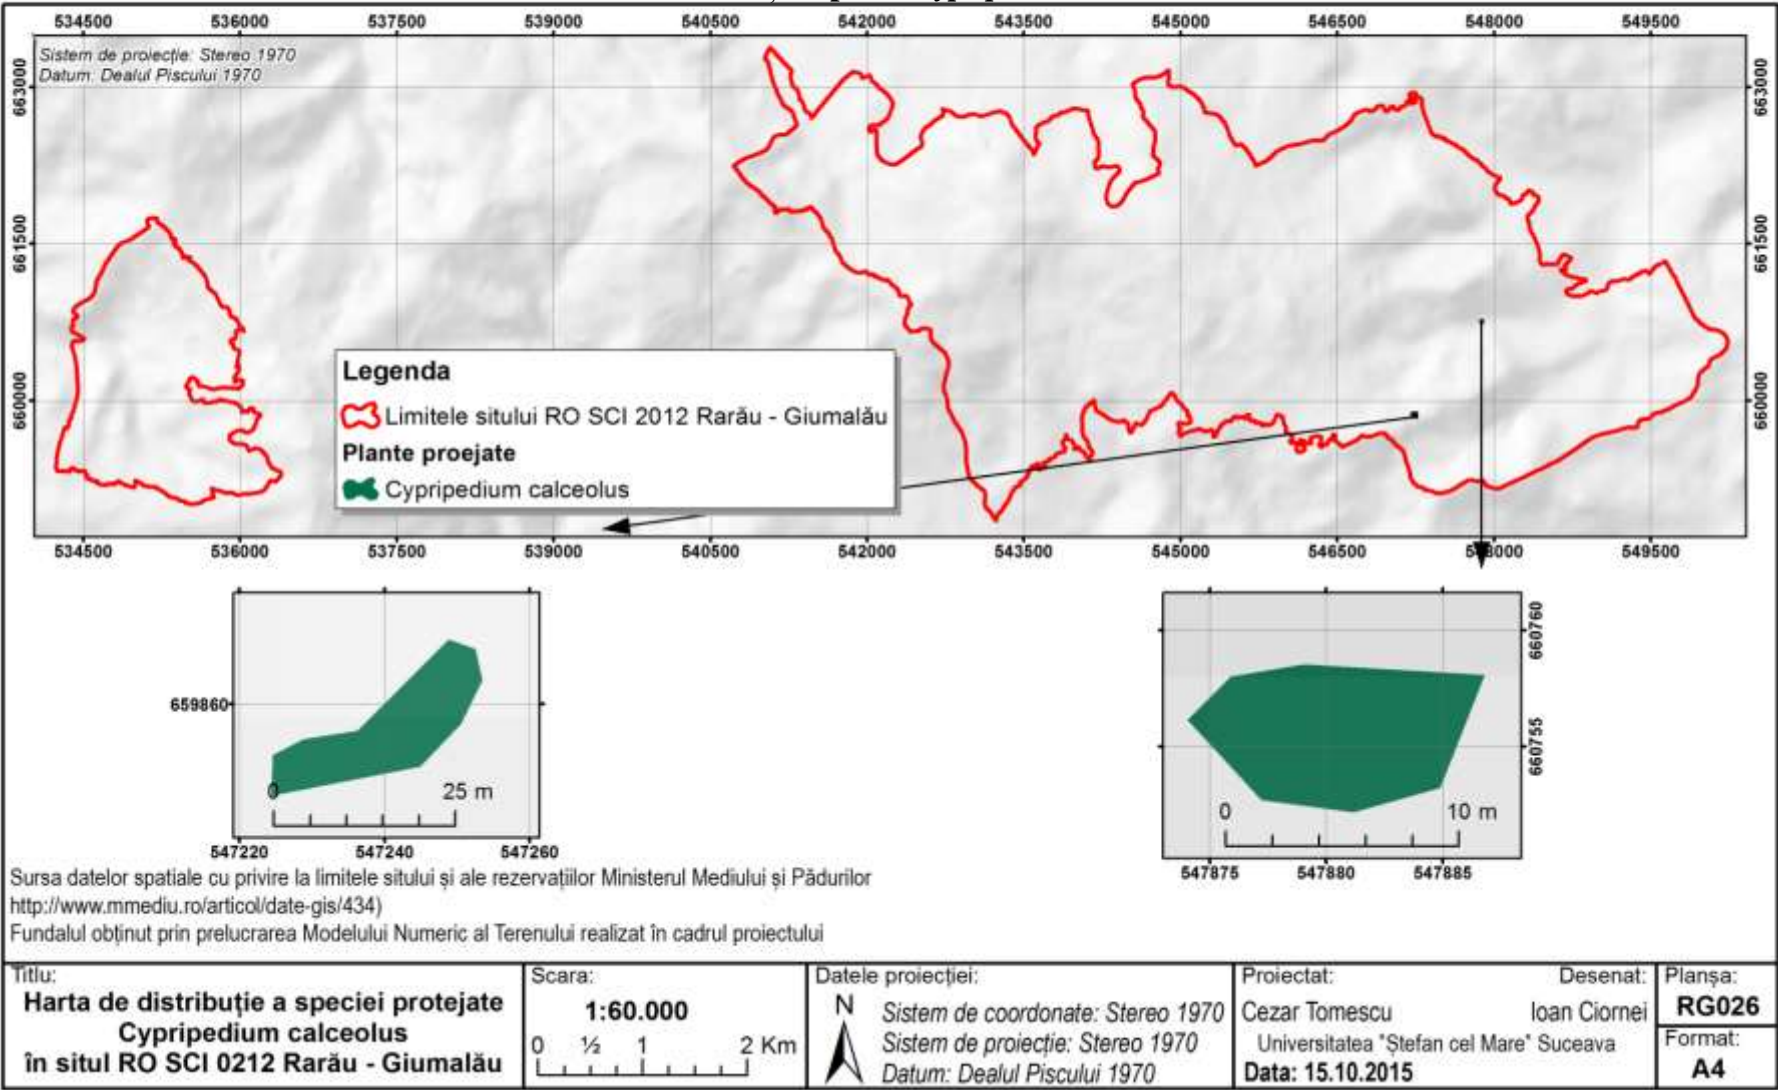 534500 536000 537500 539000 540500 542000 543500 545000 546500 548000 549500
Sistem de proiecție: Stereo 1970
Datum: Dealul Piscului 1970
663000 663000
661500 661500
660000 660000
Legenda
Limitele sitului RO SCI 2012 Rarău - Giumalău
Plante proejate
Cypripedium calceolus
534500 536000 537500 539000 540500 542000 543500 545000 546500 548000 549500
659860
0 25 m
547220 547240 547260
660760
660755
0 10 m
547875 547880 547885
Sursa datelor spatiale cu privire la limitele sitului și ale rezervațiilor Ministerul Mediului și Pădurilor
http://www.mmediu.ro/articol/date-gis/434)
Fundalul obținut prin prelucrarea Modelului Numeric al Terenului realizat în cadrul proiectului
Titlu:
Harta de distribuție a speciei protejate
Cypripedium calceolus
în situl RO SCI 0212 Rarău - Giumalău
Scara:
1:60.000
0 ½ 1 2 Km
Datele proiecției:
N
Sistem de coordonate: Stereo 1970
Sistem de proiecție: Stereo 1970
Datum: Dealul Piscului 1970
Proiectat: Desenat:
Cezar Tomescu Ioan Ciornei
Universitatea "Ștefan cel Mare" Suceava
Data: 15.10.2015
Planșa:
RG026
Format:
A4